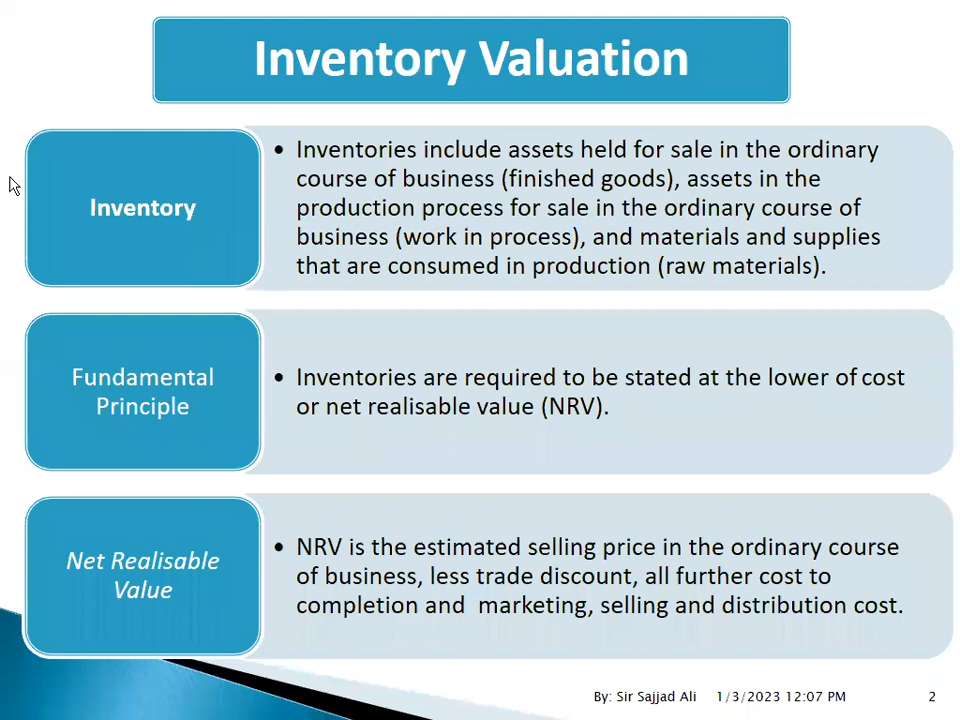 Inventory Valuation
Inventory
• Inventories include assets held for sale in the ordinary
course of business (finished goods), assets in the
production process for sale in the ordinary course of
business (work in process), and materials and supplies
that are consumed in production (raw materials).
Fundamental
Principle
• Inventories are required to be stated at the lower of cost
or net realisable value (NRV).
Net Realisable
Value
• NRV is the estimated selling price in the ordinary course
of business, less trade discount, all further cost to
completion and  marketing, selling and distribution cost.
By: Sir Sajjad Ali 1/3/2023 12:07 PM 2